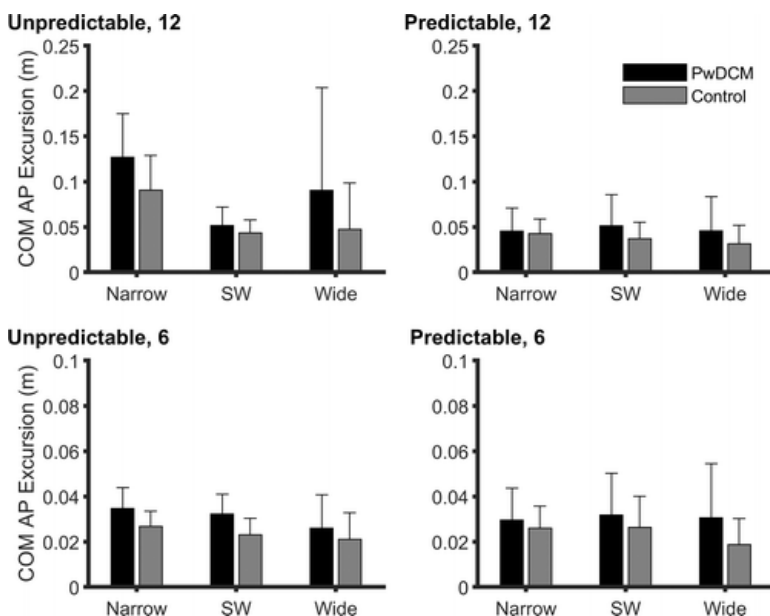 Unpredictable, 12
COM AP Excursion (m)
0.25
0.2
0.15
0.1
0.05
0
Narrow SW Wide
Predictable, 12
PwDCM
Control
0.25
0.2
0.15
0.1
0.05
0
Narrow SW Wide
Unpredictable, 6
COM AP Excursion (m)
0.1
0.08
0.06
0.04
0.02
0
Narrow SW Wide
Predictable, 6
0.1
0.08
0.06
0.04
0.02
0
Narrow SW Wide